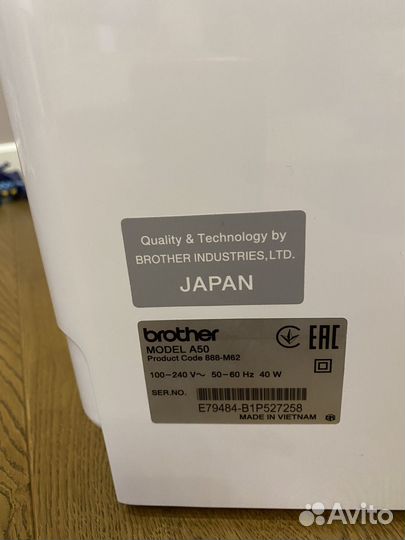 Quality & Technology by
BROTHER INDUSTRIES,LTD.
JAPAN
brother
MODEL A50
Product Code 888-M62
100-240 V~ 50-60 Hz 40 W
SER.NO.
E79484-B1P527258
MADE IN VIETNAM
EAC
Avito